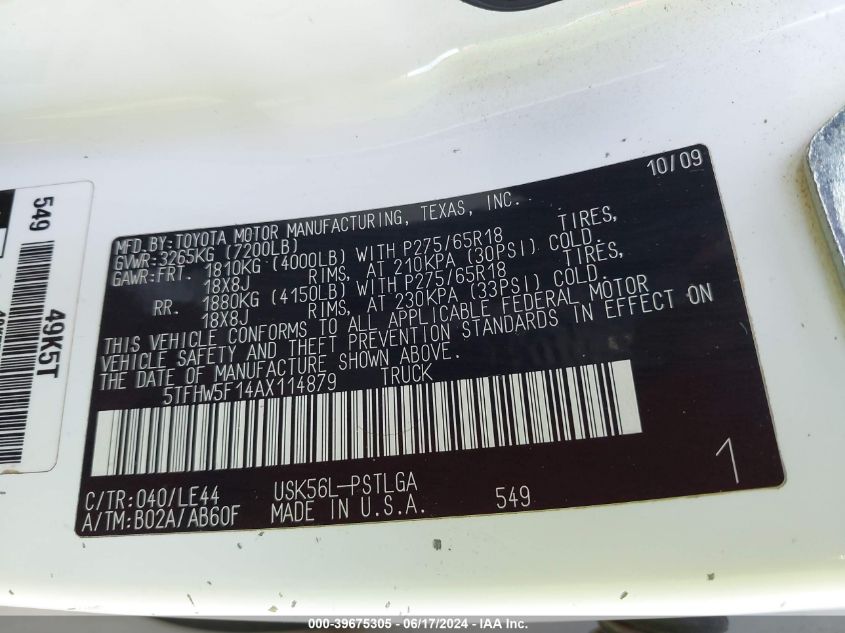 10/09
MFD.BY:TOYOTA MOTOR MANUFACTURING, TEXAS, INC.
GVWR:3265KG (7200LB)
GAWR:FRT. 1810KG (4000LB) WITH P275/65R18 TIRES,
18X8J RIMS, AT 210KPA (30PSI) COLD.
RR. 1880KG (4150LB) WITH P275/65R18 TIRES,
18X8J RIMS, AT 230KPA (33PSI) COLD.
THIS VEHICLE CONFORMS TO ALL APPLICABLE FEDERAL MOTOR
VEHICLE SAFETY AND THEFT PREVENTION STANDARDS IN EFFECT ON
THE DATE OF MANUFACTURE SHOWN ABOVE.
5TFHW5F14AX114879 TRUCK
C/TR:040/LE44 USK56L-PSTLGA
A/TM:B02A/AB60F MADE IN U.S.A. 549
1
549
49K5T
000-39675305 - 06/17/2024 - IAA Inc.